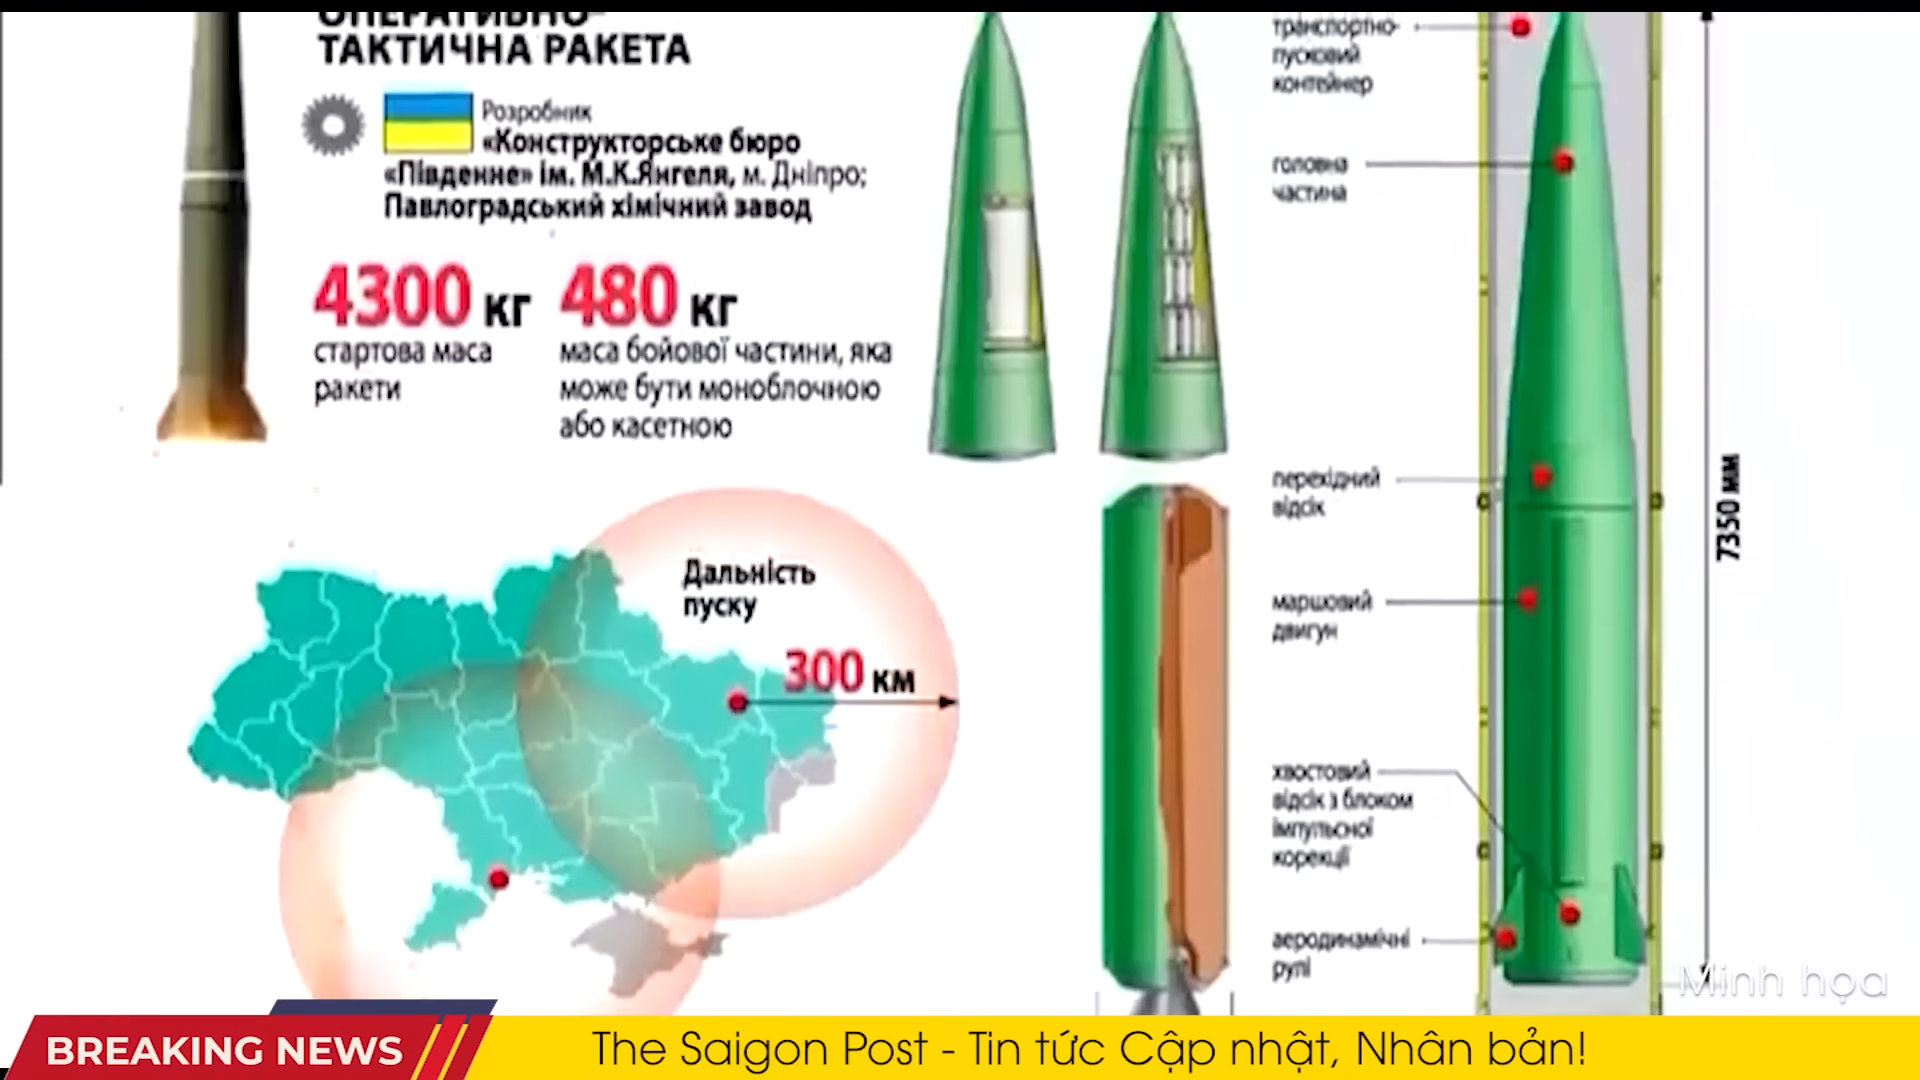 ОПЕРАТИВНО-
ТАКТИЧНА РАКЕТА
Розробник
«Конструкторське бюро
«Південне» ім. М.К.Янгеля, м. Дніпро;
Павлоградський хімічний завод
4300 кг
стартова маса
ракети
480 кг
маса бойової частини, яка
може бути моноблочною
або касетною
Дальність
пуску
300 км
транспортно-
пусковий
контейнер
головна
частина
перехідний
відсік
маршовий
двигун
хвостовий
відсік з блоком
імпульсної
корекції
аеродинамічні
рулі
7350 мм
Minh họa
BREAKING NEWS
The Saigon Post - Tin tức Cập nhật, Nhân bản!